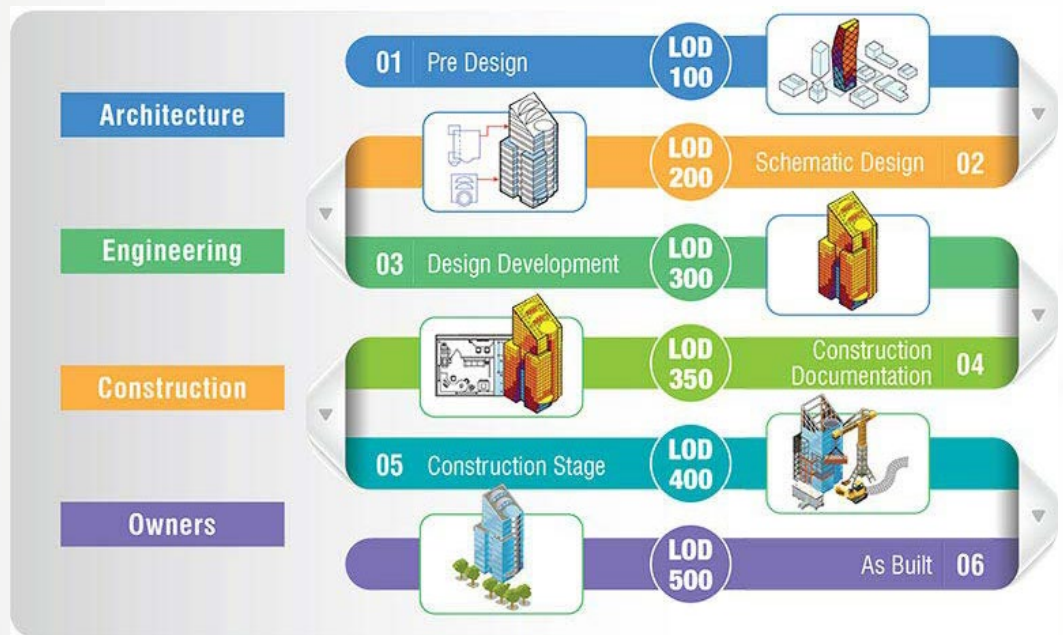 Architecture
Engineering
Construction
Owners
01 Pre Design
LOD
100
LOD
200
Schematic Design 02
03 Design Development
LOD
300
LOD
350
Construction
Documentation 04
05 Construction Stage
LOD
400
LOD
500
As Built 06